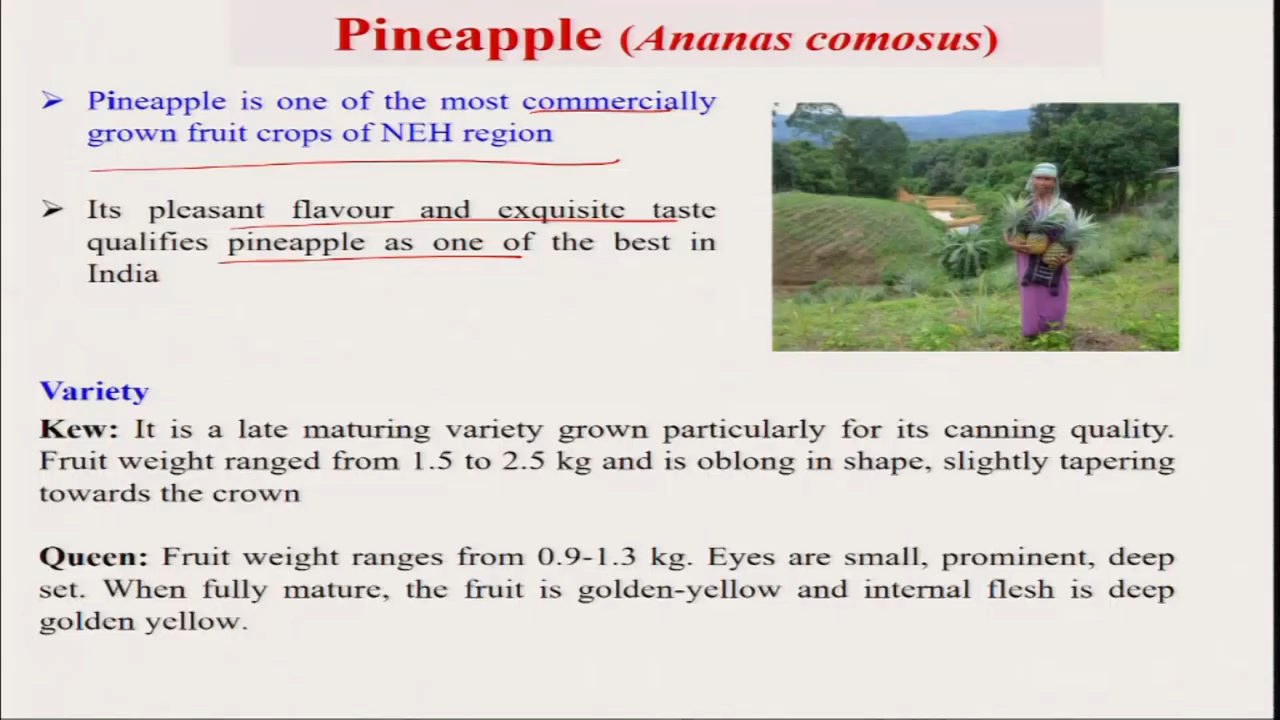 Pineapple (Ananas comosus)
➢ Pineapple is one of the most commercially
grown fruit crops of NEH region
➢ Its pleasant flavour and exquisite taste
qualifies pineapple as one of the best in
India
Variety
Kew: It is a late maturing variety grown particularly for its canning quality.
Fruit weight ranged from 1.5 to 2.5 kg and is oblong in shape, slightly tapering
towards the crown
Queen: Fruit weight ranges from 0.9-1.3 kg. Eyes are small, prominent, deep
set. When fully mature, the fruit is golden-yellow and internal flesh is deep
golden yellow.